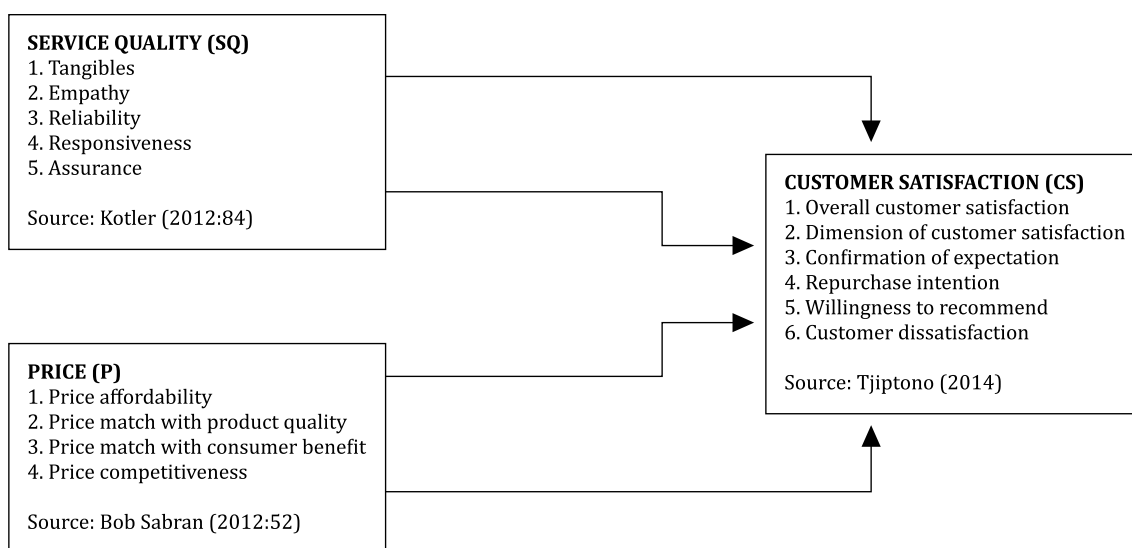 SERVICE QUALITY (SQ)
1. Tangibles
2. Empathy
3. Reliability
4. Responsiveness
5. Assurance
Source: Kotler (2012:84)
CUSTOMER SATISFACTION (CS)
1. Overall customer satisfaction
2. Dimension of customer satisfaction
3. Confirmation of expectation
4. Repurchase intention
5. Willingness to recommend
6. Customer dissatisfaction
Source: Tjiptono (2014)
PRICE (P)
1. Price affordability
2. Price match with product quality
3. Price match with consumer benefit
4. Price competitiveness
Source: Bob Sabran (2012:52)